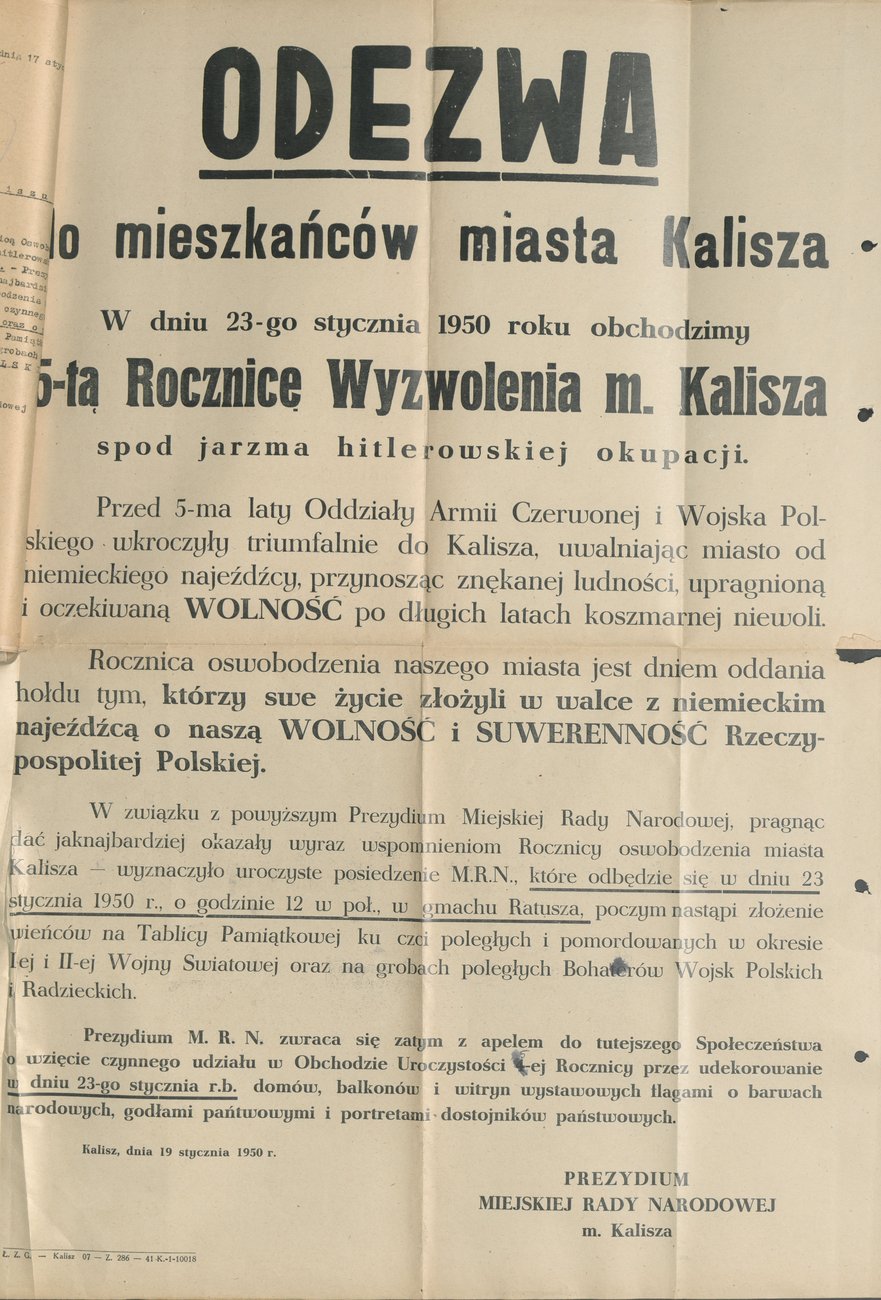 ODEZWA
do mieszkańców miasta Kalisza
W dniu 23-go stycznia 1950 roku obchodzimy
5-tą Rocznicę Wyzwolenia m. Kalisza
spod jarzma hitlerowskiej okupacji.
Przed 5-ma laty Oddziały Armii Czerwonej i Wojska Pol-
skiego wkroczyły triumfalnie do Kalisza, uwalniając miasto od
niemieckiego najeźdźcy, przynosząc znękanej ludności, upragnioną
i oczekiwaną WOLNOŚĆ po długich latach koszmarnej niewoli.
Rocznica oswobodzenia naszego miasta jest dniem oddania
hołdu tym, którzy swe życie złożyli w walce z niemieckim
najeźdźcą o naszą WOLNOŚĆ i SUWERENNOŚĆ Rzeczy-
pospolitej Polskiej.
W związku z powyższym Prezydium Miejskiej Rady Narodowej, pragnąc
dać jaknajbardziej okazały wyraz wspomnieniom Rocznicy oswobodzenia miasta
Kalisza — wyznaczyło uroczyste posiedzenie M.R.N., które odbędzie się w dniu 23
stycznia 1950 r., o godzinie 12 w poł., w gmachu Ratusza, poczym nastąpi złożenie
wieńców na Tablicy Pamiątkowej ku czci poległych i pomordowanych w okresie
Iej i II-ej Wojny Swiatowej oraz na grobach poległych Bohaterów Wojsk Polskich
i Radzieckich.
Prezydium M. R. N. zwraca się zatym z apelem do tutejszego Społeczeństwa
o wzięcie czynnego udziału w Obchodzie Uroczystości -ej Rocznicy przez udekorowanie
w dniu 23-go stycznia r.b. domów, balkonów i witryn wystawowych flagami o barwach
narodowych, godłami pańtwowymi i portretami dostojników państwowych.
Kalisz, dnia 19 stycznia 1950 r.
PREZYDIUM
MIEJSKIEJ RADY NARODOWEJ
m. Kalisza
Ł. Z. G. — Kalisz 07 — Z. 286 — 41-K.-1-10018